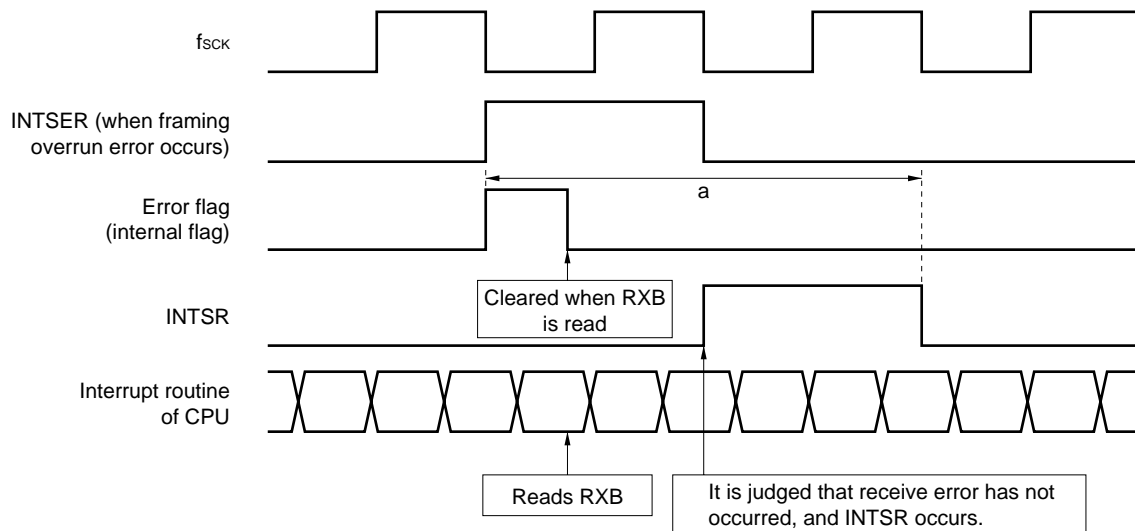 fSCK
INTSER (when framing
overrun error occurs)
a
Error flag
(internal flag)
Cleared when RXB
is read
INTSR
Interrupt routine
of CPU
Reads RXB
It is judged that receive error has not
occurred, and INTSR occurs.